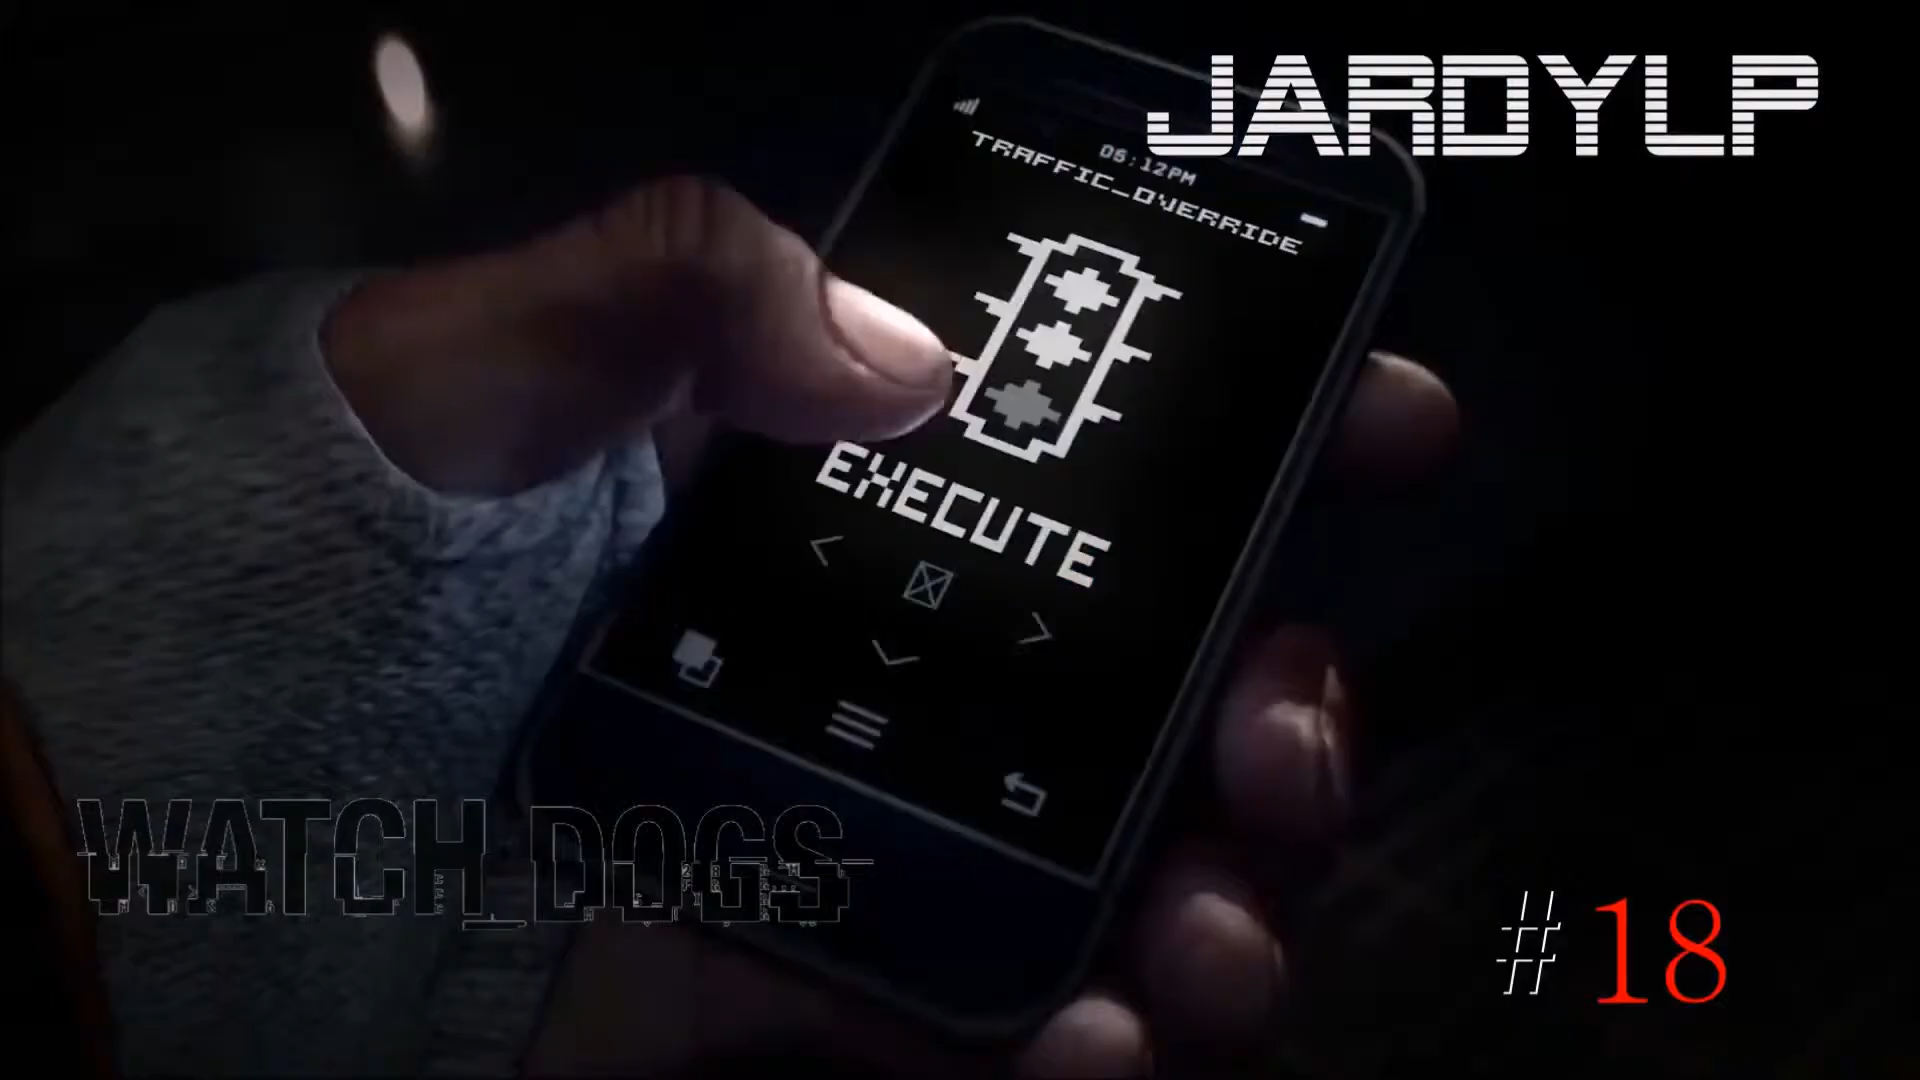 JARDYLP
06:12PM
TRAFFIC_OVERRIDE
EXECUTE
WATCH_DOGS
#18